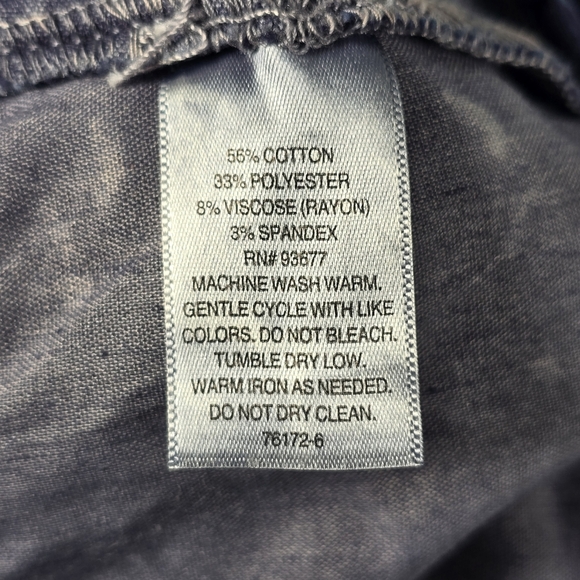 56% COTTON
33% POLYESTER
8% VISCOSE (RAYON)
3% SPANDEX
RN# 93677
MACHINE WASH WARM.
GENTLE CYCLE WITH LIKE
COLORS. DO NOT BLEACH.
TUMBLE DRY LOW.
WARM IRON AS NEEDED.
DO NOT DRY CLEAN.
76172-6